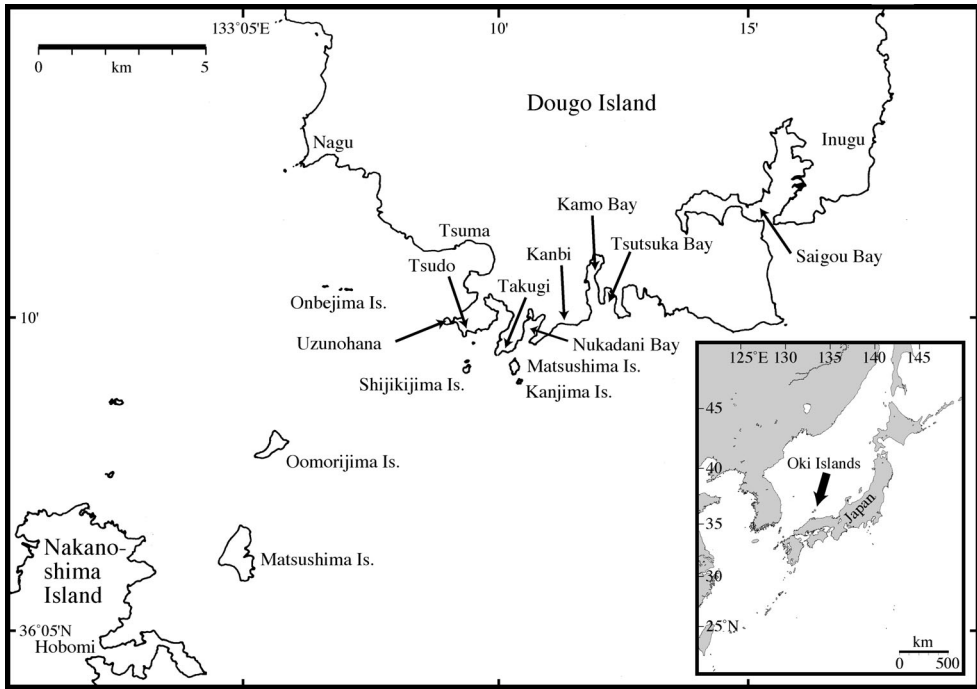 133°05'E
10'
15'
0
km
5
Dougo Island
Nagu
Inugu
Kamo Bay
Tsuma
Tsutsuka Bay
Kanbi
Saigou Bay
Tsudo
Takugi
Onbejima Is.
10'
Uzunohana
Nukadani Bay
Matsushima Is.
Shijikijima Is.
Kanjima Is.
Oomorijima Is.
Nakano-
shima
Island
Matsushima Is.
36°05'N
Hobomi
125°E
130
135
140
145
45
40
Oki Islands
Japan
35
30
25°N
km
0
500